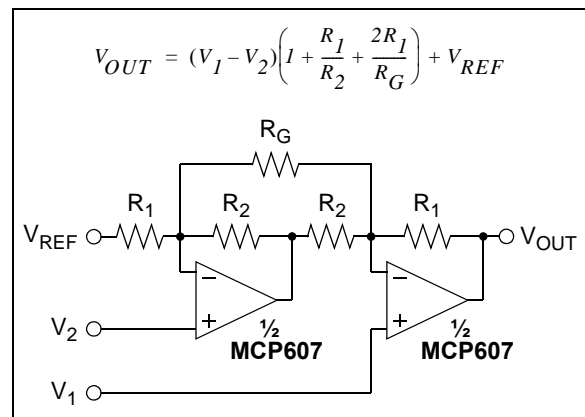 V_OUT = (V_1 – V_2)(1 + R_1/R_2 + 2R_1/R_G) + V_REF
R_G
R_1 R_2 R_2 R_1
V_REF V_OUT
− −
V_2 + +
½ ½
MCP607 MCP607
V_1